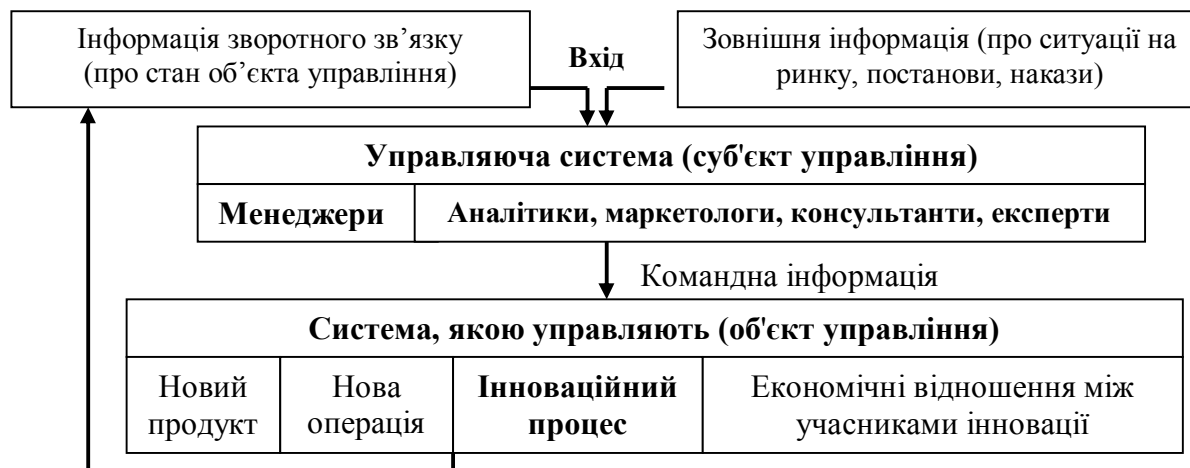 Інформація зворотного зв’язку
(про стан об’єкта управління)
Вхід
Зовнішня інформація (про ситуації на
ринку, постанови, накази)
Управляюча система (суб'єкт управління)
Менеджери
Аналітики, маркетологи, консультанти, експерти
Командна інформація
Система, якою управляють (об'єкт управління)
Новий
продукт
Нова
операція
Інноваційний
процес
Економічні відношення між
учасниками інновації